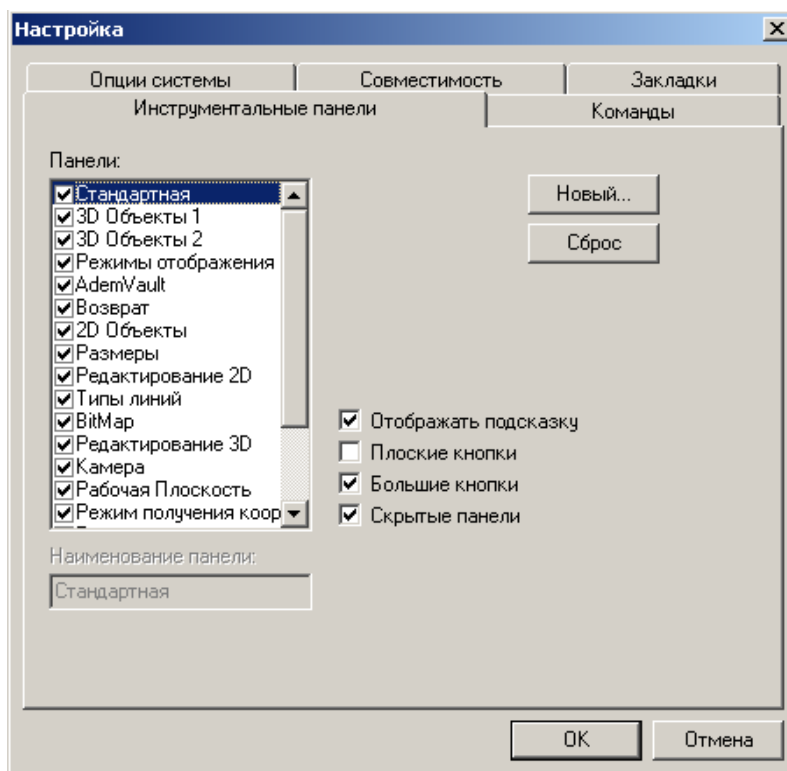 Настройка
Опции системы
Совместимость
Закладки
Инструментальные панели
Команды
Панели:
Стандартная
3D Объекты 1
3D Объекты 2
Режимы отображения
AdemVault
Возврат
2D Объекты
Размеры
Редактирование 2D
Типы линий
BitMap
Редактирование 3D
Камера
Рабочая Плоскость
Режим получения коор
Новый...
Сброс
Отображать подсказку
Плоские кнопки
Большие кнопки
Скрытые панели
Наименование панели:
Стандартная
OK
Отмена